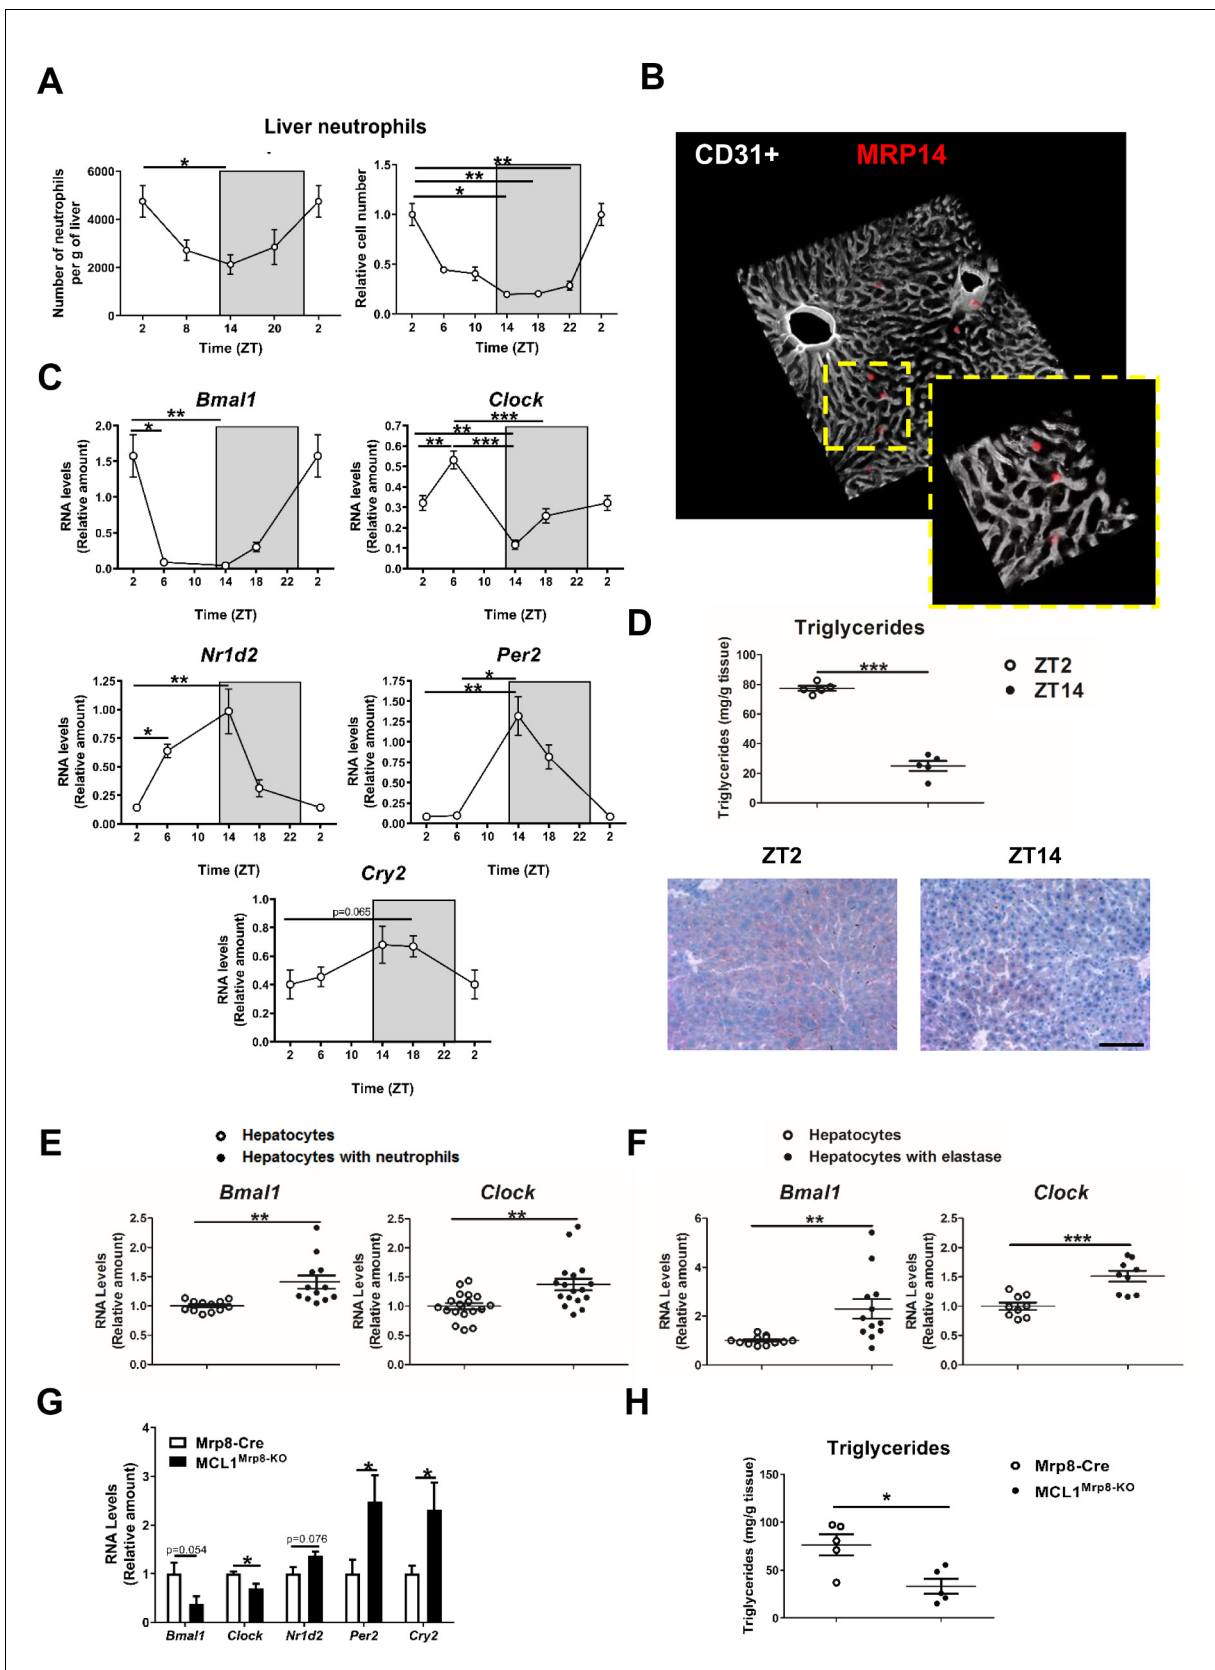 A
Liver neutrophils
*
Number of neutrophils
per g of liver
6000
4000
2000
0
2 8 14 20 2
Time (ZT)
**
**
*
Relative cell number
1.5
1.0
0.5
0.0
2 6 10 14 18 22 2
Time (ZT)
B
CD31+ MRP14
C
Bmal1
**
*
RNA levels
(Relative amount)
2.0
1.5
1.0
0.5
0.0
2 6 10 14 18 22 2
Time (ZT)
Clock
***
**
** ***
RNA levels
(Relative amount)
0.7
0.6
0.5
0.4
0.3
0.2
0.1
0.0
2 6 10 14 18 22 2
Time (ZT)
Nr1d2
**
*
RNA levels
(Relative amount)
1.25
1.00
0.75
0.50
0.25
0.00
2 6 10 14 18 22 2
Time (ZT)
Per2
*
**
RNA levels
(Relative amount)
1.75
1.50
1.25
1.00
0.75
0.50
0.25
0.00
2 6 10 14 18 22 2
Time (ZT)
Cry2
p=0.065
RNA levels
(Relative amount)
1.0
0.8
0.6
0.4
0.2
0.0
2 6 10 14 18 22 2
Time (ZT)
D
Triglycerides
***
Triglycerides (mg/g tissue)
80
60
40
20
0
ZT2
ZT14
ZT2 ZT14
E
Hepatocytes
Hepatocytes with neutrophils
Bmal1
**
RNA Levels
(Relative amount)
2.5
2.0
1.5
1.0
0.5
0.0
Clock
**
RNA Levels
(Relative amount)
2.5
2.0
1.5
1.0
0.5
0.0
F
Hepatocytes
Hepatocytes with elastase
Bmal1
**
RNA Levels
(Relative amount)
6
4
2
0
Clock
***
RNA Levels
(Relative amount)
2.5
2.0
1.5
1.0
0.5
0.0
G
Mrp8-Cre
MCL1Mrp8-KO
RNA Levels
(Relative amount)
4
3
2
1
0
p=0.054
*
p=0.076
*
*
Bmal1 Clock Nr1d2 Per2 Cry2
H
Triglycerides
*
Triglycerides (mg/g tissue)
150
100
50
0
Mrp8-Cre
MCL1Mrp8-KO